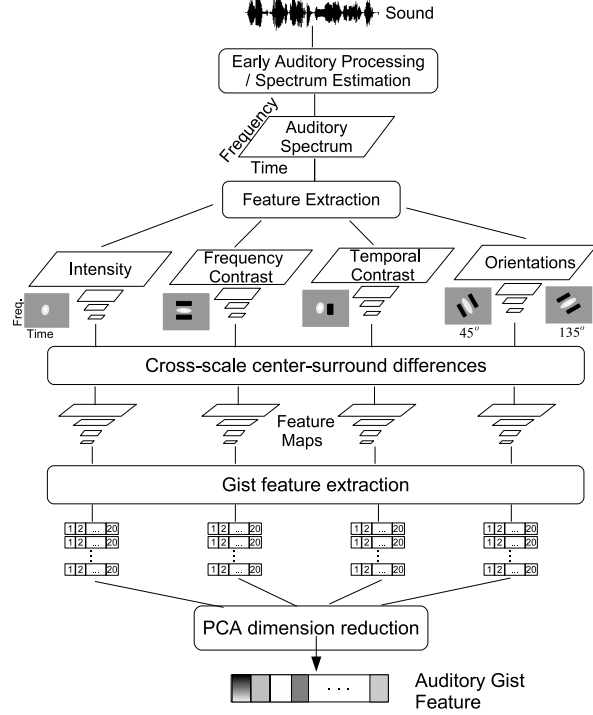 Sound
Early Auditory Processing
/ Spectrum Estimation
Frequency
Auditory
Spectrum
Time
Feature Extraction
Intensity
Frequency
Contrast
Temporal
Contrast
Orientations
Freq.
Time
45°
135°
Cross-scale center-surround differences
Feature
Maps
Gist feature extraction
1 2 ... 20 1 2 ... 20 1 2 ... 20 1 2 ... 20
1 2 ... 20 1 2 ... 20 1 2 ... 20 1 2 ... 20
1 2 ... 20 1 2 ... 20 1 2 ... 20 1 2 ... 20
PCA dimension reduction
. . .
Auditory Gist
Feature